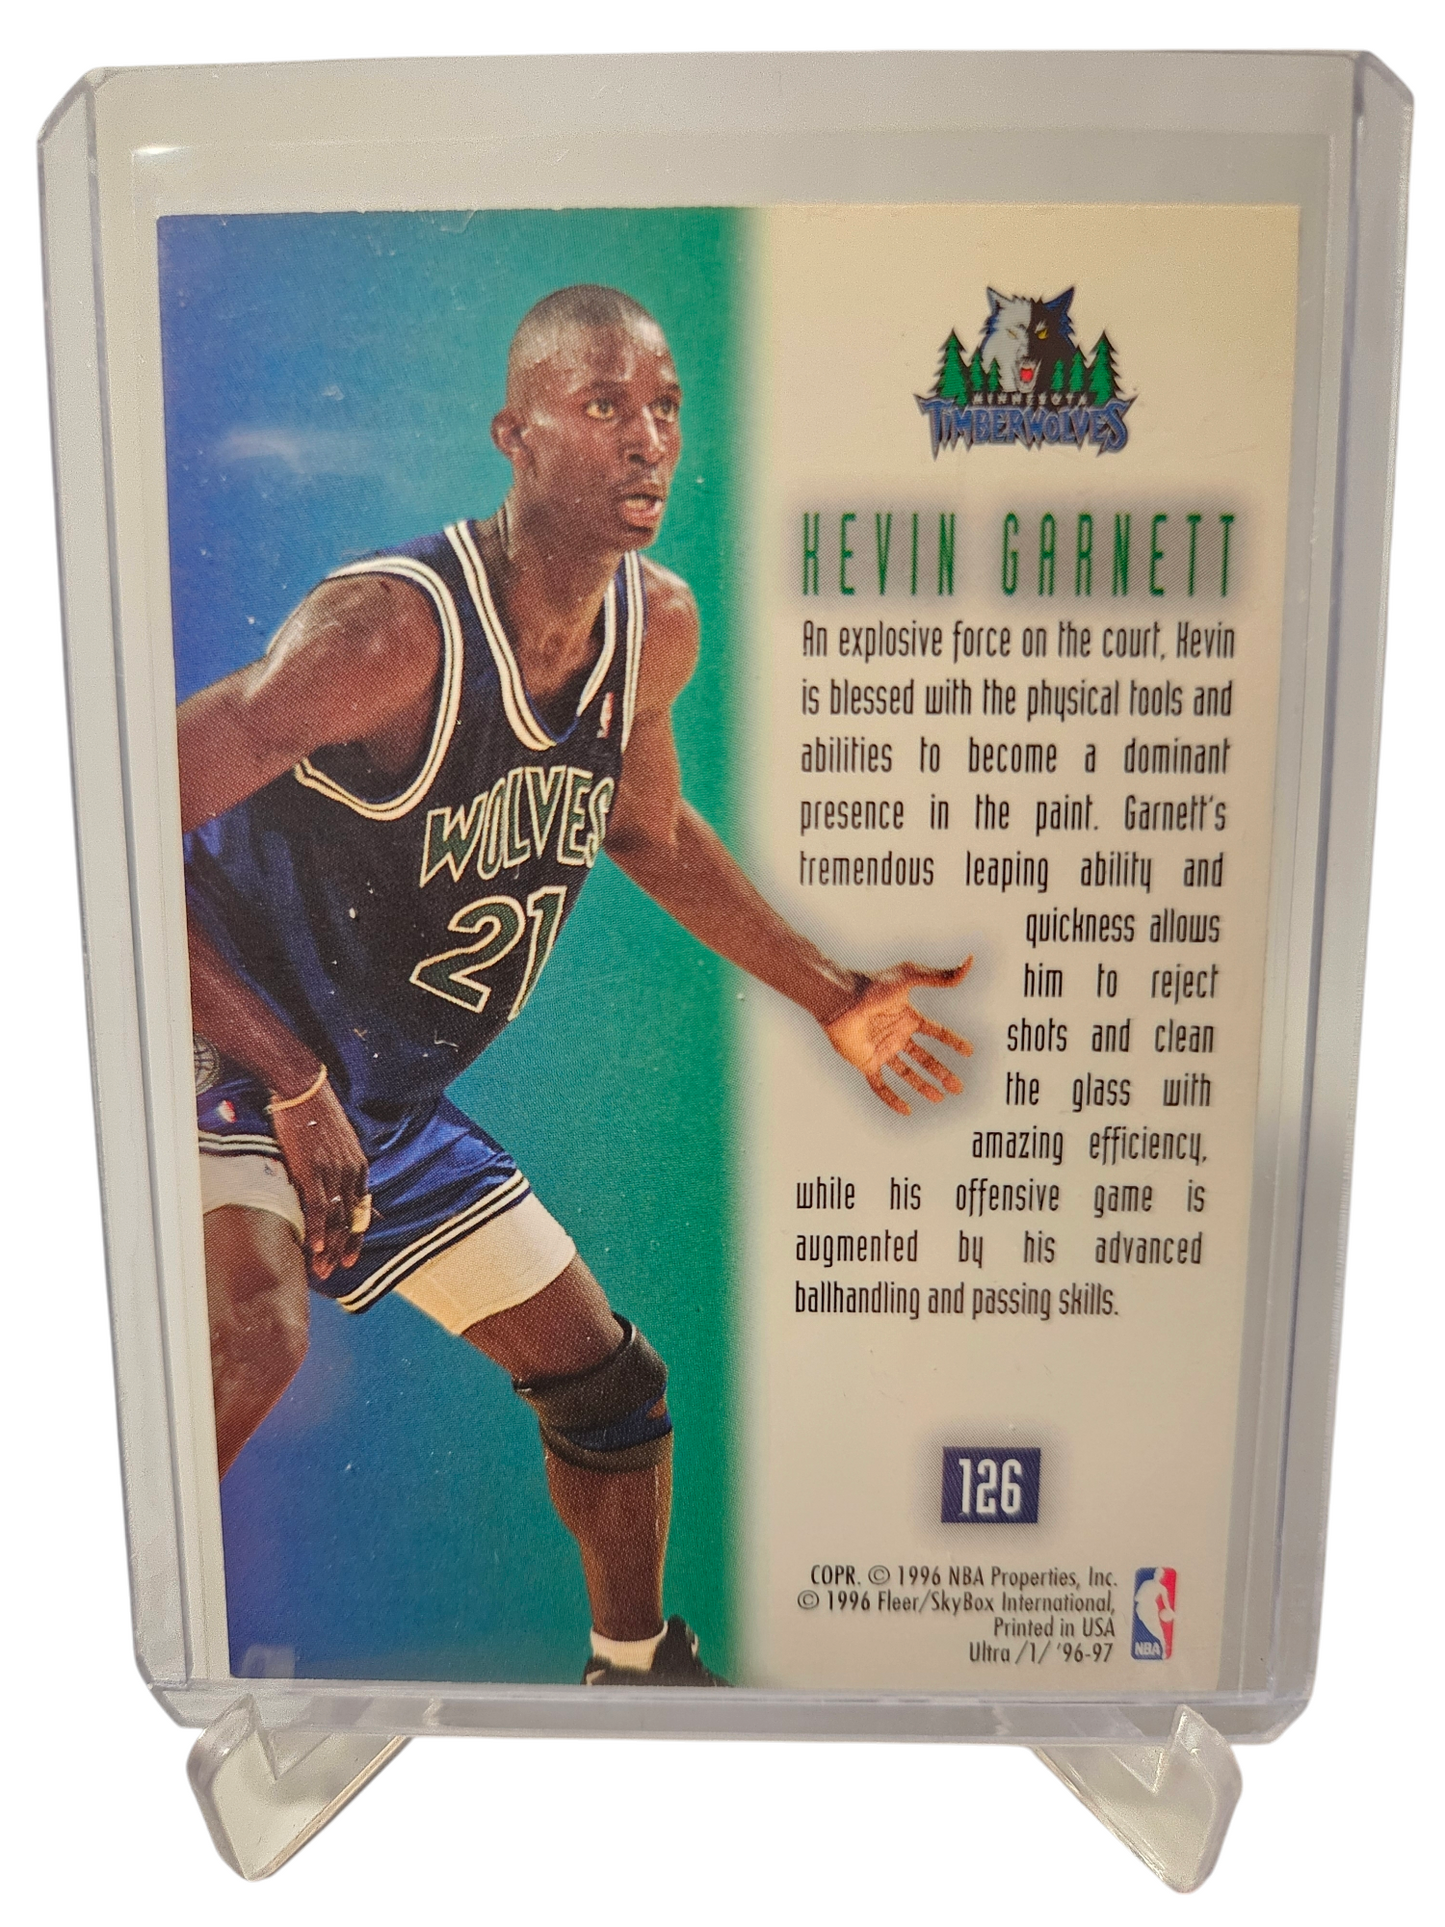 MINNESOTA
TIMBERWOLVES
KEVIN GARNETT
An explosive force on the court, Kevin
is blessed with the physical tools and
abilities to become a dominant
presence in the paint. Garnett's
tremendous leaping ability and
quickness allows
him to reject
shots and clean
the glass with
amazing efficiency,
while his offensive game is
augmented by his advanced
ballhandling and passing skills.
WOLVES
21
126
COPR. © 1996 NBA Properties, Inc.
© 1996 Fleer/SkyBox International,
Printed in USA
Ultra /1/ '96-97
NBA